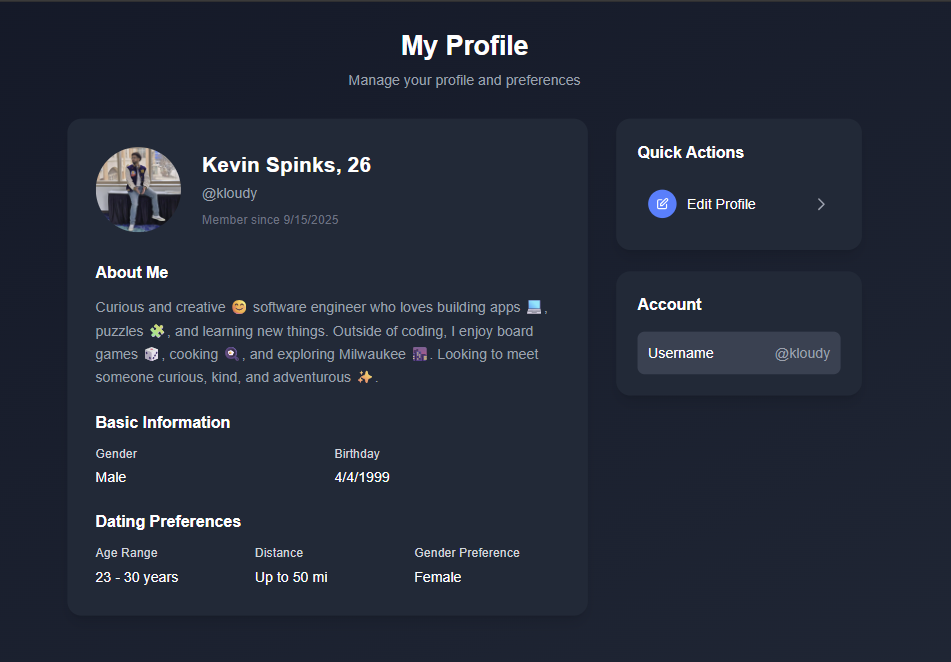 My Profile
Manage your profile and preferences
Kevin Spinks, 26
@kloudy
Member since 9/15/2025
About Me
Curious and creative 😊 software engineer who loves building apps 💻,
puzzles 🧩, and learning new things. Outside of coding, I enjoy board
games 🎲, cooking 🍳, and exploring Milwaukee 🌆. Looking to meet
someone curious, kind, and adventurous ✨.
Basic Information
Gender
Birthday
Male
4/4/1999
Dating Preferences
Age Range
Distance
Gender Preference
23 - 30 years
Up to 50 mi
Female
Quick Actions
Edit Profile
Account
Username
@kloudy